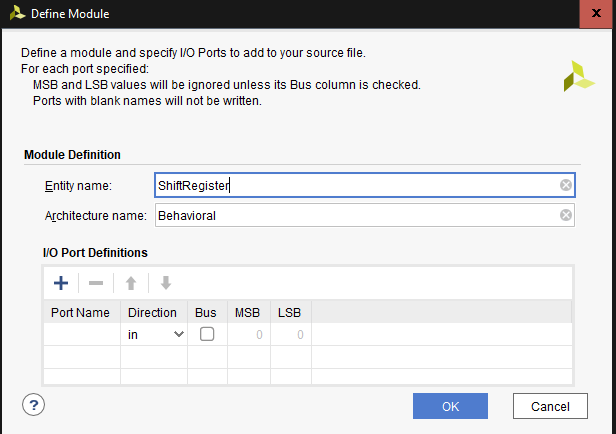 Define Module
X
Define a module and specify I/O Ports to add to your source file.
For each port specified:
MSB and LSB values will be ignored unless its Bus column is checked.
Ports with blank names will not be written.
Module Definition
Entity name: ShiftRegister
Architecture name: Behavioral
I/O Port Definitions
Port Name Direction Bus MSB LSB
in 0 0
? OK Cancel